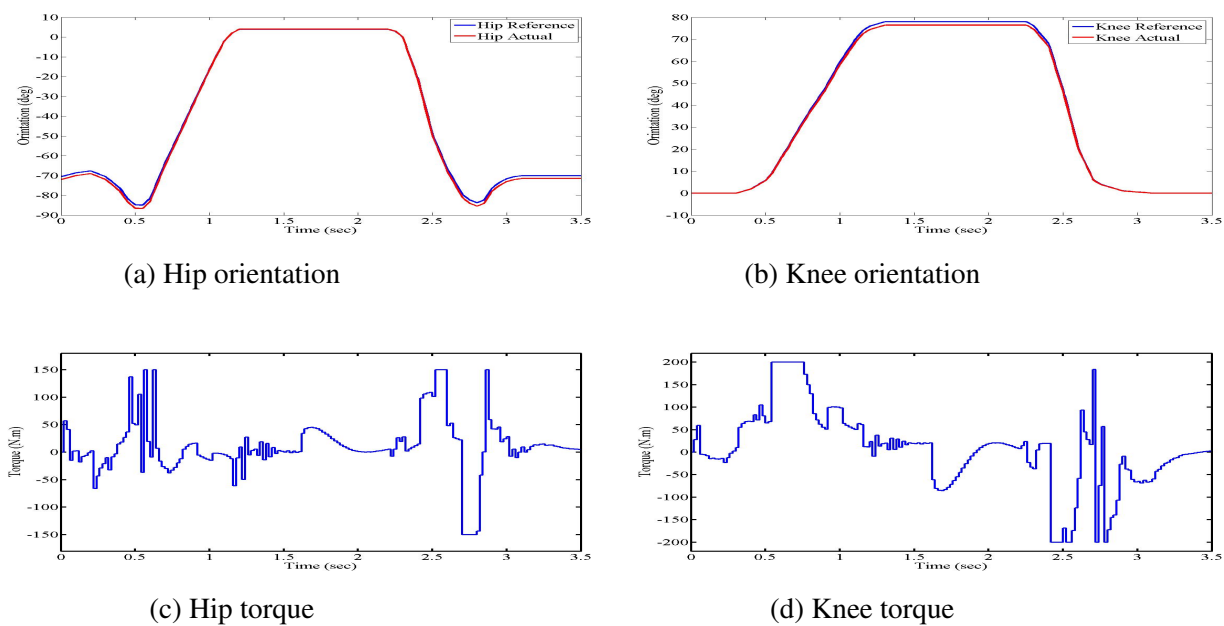 10
0
-10
-20
-30
-40
-50
-60
-70
-80
-90
Orintation (deg)
Hip Reference
Hip Actual
0 0.5 1 1.5 2 2.5 3 3.5
Time (sec)
(a) Hip orientation
80
70
60
50
40
30
20
10
0
-10
Orintation (deg)
Knee Reference
Knee Actual
0 0.5 1 1.5 2 2.5 3 3.5
Time (sec)
(b) Knee orientation
150
100
50
0
-50
-100
-150
Torque (N.m)
0 0.5 1 1.5 2 2.5 3 3.5
Time (sec)
(c) Hip torque
200
150
100
50
0
-50
-100
-150
-200
Torque (N.m)
0 0.5 1 1.5 2 2.5 3 3.5
Time (sec)
(d) Knee torque